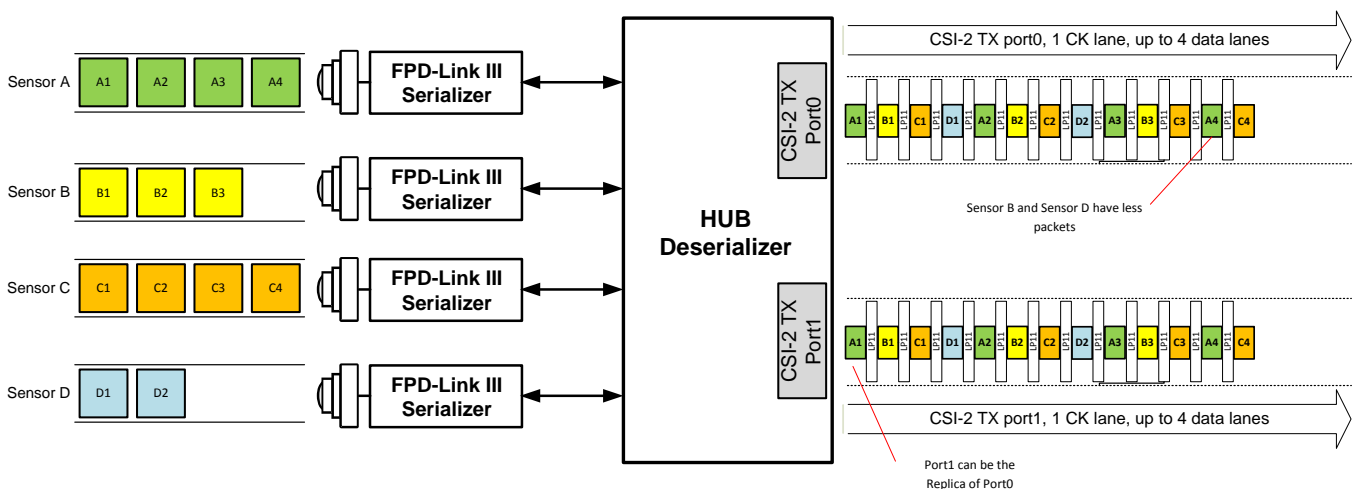 Sensor A
A1 A2 A3 A4
FPD-Link III
Serializer
Sensor B
B1 B2 B3
FPD-Link III
Serializer
Sensor C
C1 C2 C3 C4
FPD-Link III
Serializer
Sensor D
D1 D2
FPD-Link III
Serializer
HUB
Deserializer
CSI-2 TX
Port0
CSI-2 TX
Port1
CSI-2 TX port0, 1 CK lane, up to 4 data lanes
A1 LP11 B1 LP11 C1 LP11 D1 LP11 A2 LP11 B2 LP11 C2 LP11 D2 LP11 A3 LP11 B3 LP11 C3 LP11 A4 LP11 C4
Sensor B and Sensor D have less
packets
A1 LP11 B1 LP11 C1 LP11 D1 LP11 A2 LP11 B2 LP11 C2 LP11 D2 LP11 A3 LP11 B3 LP11 C3 LP11 A4 LP11 C4
CSI-2 TX port1, 1 CK lane, up to 4 data lanes
Port1 can be the
Replica of Port0